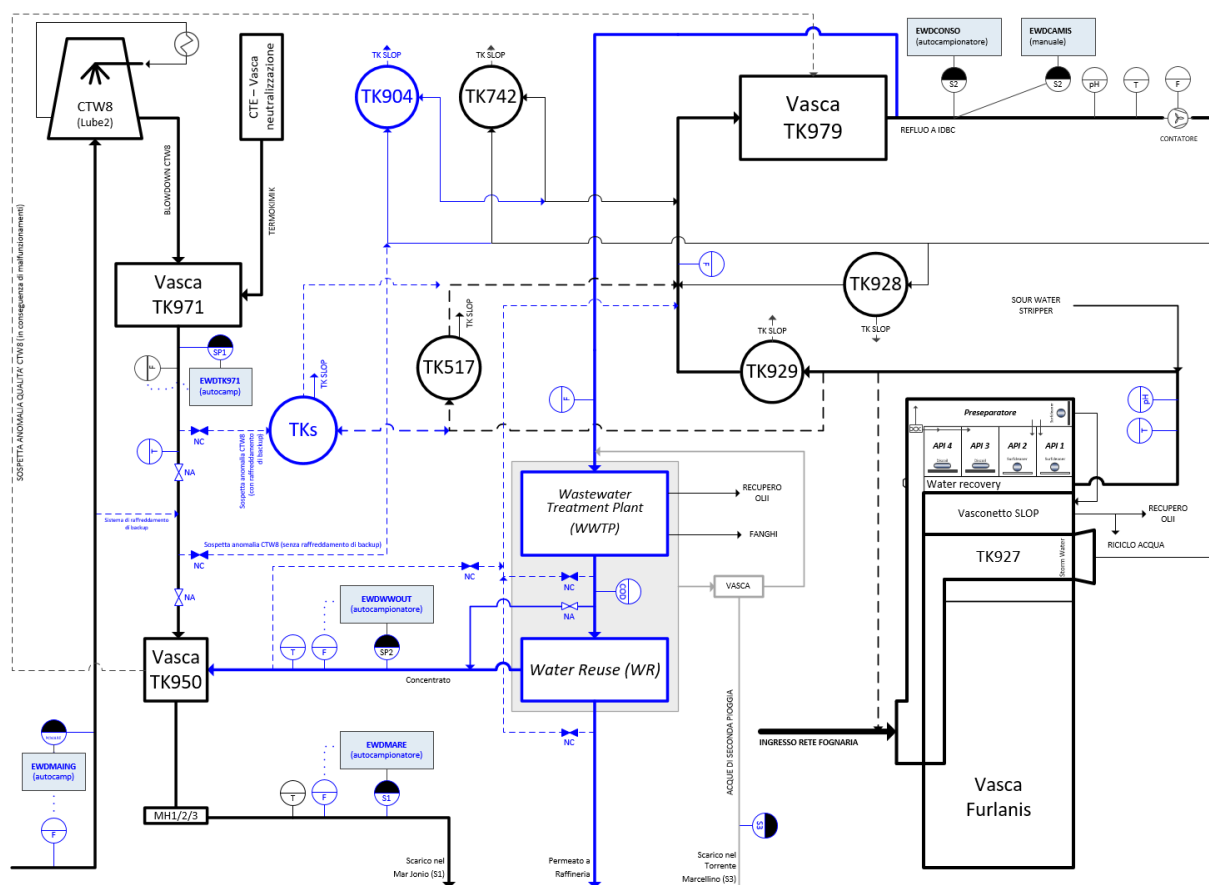 EWDCONSO
(autocampionatore)
EWDCAMIS
(manuale)
TK SLOP
TK SLOP
CTW8
(Lube2)
CTE – Vasca
neutralizzazione
TK904
TK742
Vasca
TK979
S2
S2
pH
T
F
REFLUO A IDBC
CONTATORE
BLOWDOWN CTW8
TERMOKIMIK
SOSPETTA ANOMALIA QUALITA' CTW8 (in conseguenza di malfunzionamenti)
Vasca
TK971
F
TK928
TK SLOP
SOUR WATER
STRIPPER
TK SLOP
TK SLOP
SP1
F
EWDTK971
(autocamp)
TK517
TK929
TK SLOP
F
pH
T
T
NC
NA
Sospetta anomalia CTW8
(con raffreddamento
di backup)
TKs
Preseparatore
DOC
API 4
API 3
API 2
API 1
Water recovery
Wastewater
Treatment Plant
(WWTP)
RECUPERO
OLII
FANGHI
Vasconetto SLOP
RECUPERO
OLII
RICICLO ACQUA
Sistema di raffreddamento
di backup
Sospetta anomalia CTW8 (senza raffreddamento di backup)
NC
NC
NC
NA
NA
COD
VASCA
TK927
Storm Water
EWDWWOUT
(autocampionatore)
T
F
SP2
Vasca
TK950
Concentrato
Water Reuse (WR)
ACQUE DI SECONDA PIOGGIA
INGRESSO RETE FOGNARIA
NC
EWDMAING
(autocamp)
F
EWDMARE
(autocampionatore)
T
F
S1
MH1/2/3
S3
Vasca
Furlanis
Scarico nel
Mar Jonio (S1)
Permeato a
Raffineria
Scarico nel
Torrente
Marcellino (S3)